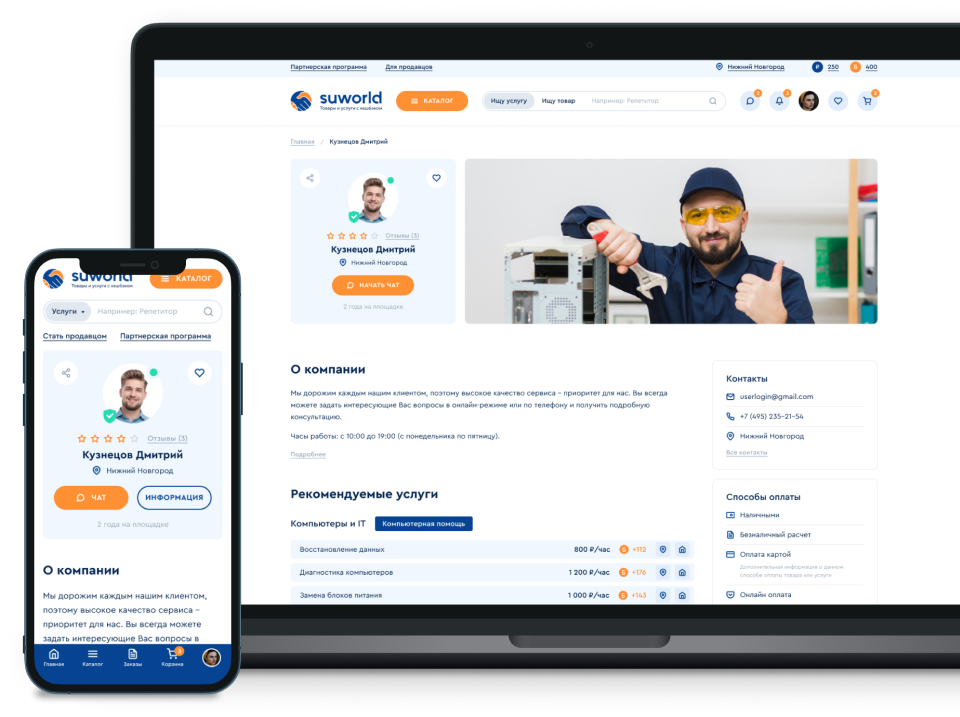 Партнерская программа
Для продавцов
Нижний Новгород
₽
250
Б
400
suworld
Товары и услуги с кешбэком
КАТАЛОГ
Ищу услугу
Ищу товар
Например: Репетитор
Главная / Кузнецов Дмитрий
Отзывы (3)
Кузнецов Дмитрий
Нижний Новгород
НАЧАТЬ ЧАТ
2 года на площадке
О компании
Мы дорожим каждым нашим клиентом, поэтому высокое качество сервиса – приоритет для нас. Вы всегда
можете задать интересующие Вас вопросы в онлайн-режиме или по телефону и получить подробную
консультацию.
Часы работы: с 10:00 до 19:00 (с понедельника по пятницу).
Подробнее
Рекомендуемые услуги
Компьютеры и IT
Компьютерная помощь
Восстановление данных 800 ₽/час Б +112
Диагностика компьютеров 1 200 ₽/час Б +176
Замена блоков питания 1 000 ₽/час Б +143
Контакты
userlogin@gmail.com
+7 (495) 235-21-54
Нижний Новгород
Все контакты
Способы оплаты
Наличными
Безналичный расчет
Оплата картой
Дополнительная информация о данном
способе оплаты товара или услуги
Онлайн оплата
suworld
Товары и услуги с кешбэком
КАТАЛОГ
Услуги
Например: Репетитор
Стать продавцом
Партнерская программа
Отзывы (3)
Кузнецов Дмитрий
Нижний Новгород
ЧАТ
ИНФОРМАЦИЯ
2 года на площадке
О компании
Мы дорожим каждым нашим клиентом,
поэтому высокое качество сервиса –
приоритет для нас. Вы всегда можете
задать интересующие Вас вопросы в
Главная
Каталог
Заказы
Корзина
3